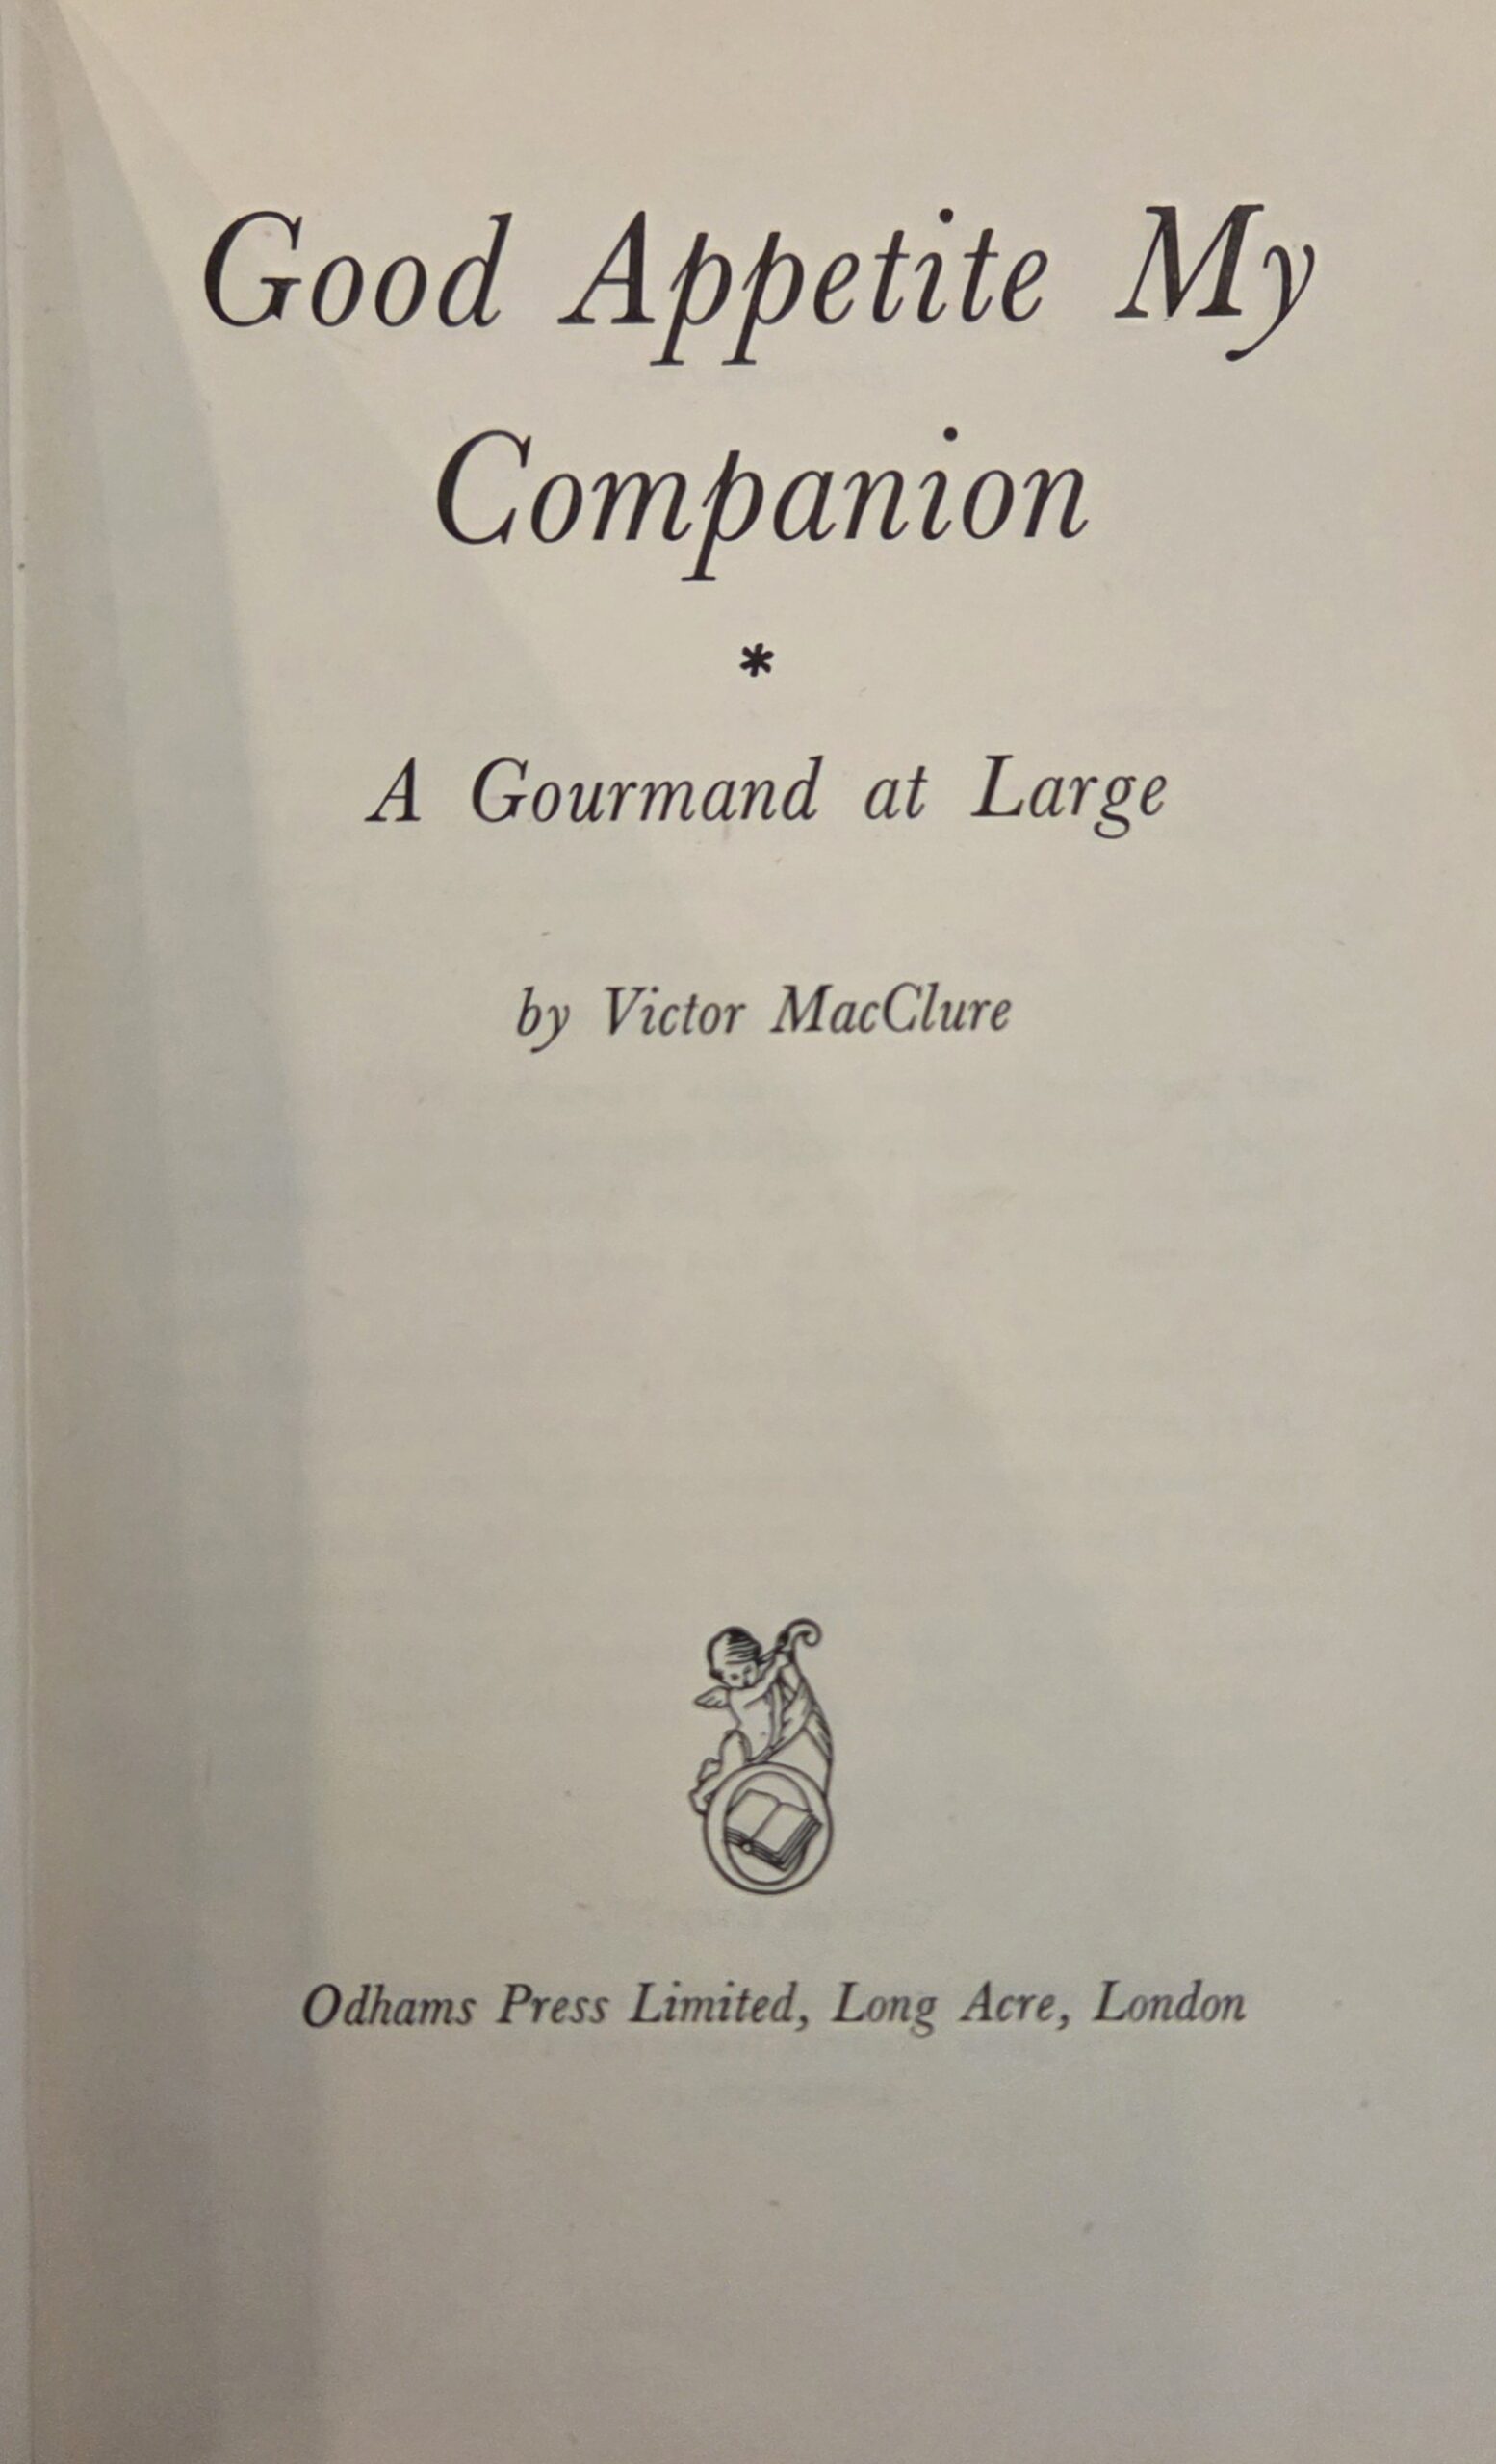 Good Appetite My
Companion
*
A Gourmand at Large
by Victor MacClure
Odhams Press Limited, Long Acre, London